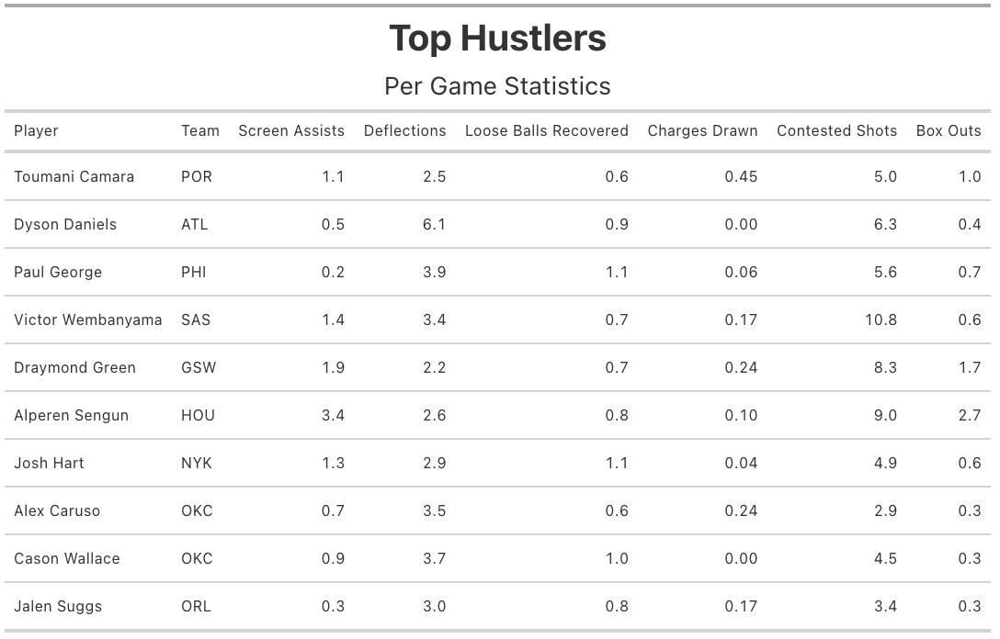 Top Hustlers
Per Game Statistics
Player Team Screen Assists Deflections Loose Balls Recovered Charges Drawn Contested Shots Box Outs
Toumani Camara POR 1.1 2.5 0.6 0.45 5.0 1.0
Dyson Daniels ATL 0.5 6.1 0.9 0.00 6.3 0.4
Paul George PHI 0.2 3.9 1.1 0.06 5.6 0.7
Victor Wembanyama SAS 1.4 3.4 0.7 0.17 10.8 0.6
Draymond Green GSW 1.9 2.2 0.7 0.24 8.3 1.7
Alperen Sengun HOU 3.4 2.6 0.8 0.10 9.0 2.7
Josh Hart NYK 1.3 2.9 1.1 0.04 4.9 0.6
Alex Caruso OKC 0.7 3.5 0.6 0.24 2.9 0.3
Cason Wallace OKC 0.9 3.7 1.0 0.00 4.5 0.3
Jalen Suggs ORL 0.3 3.0 0.8 0.17 3.4 0.3